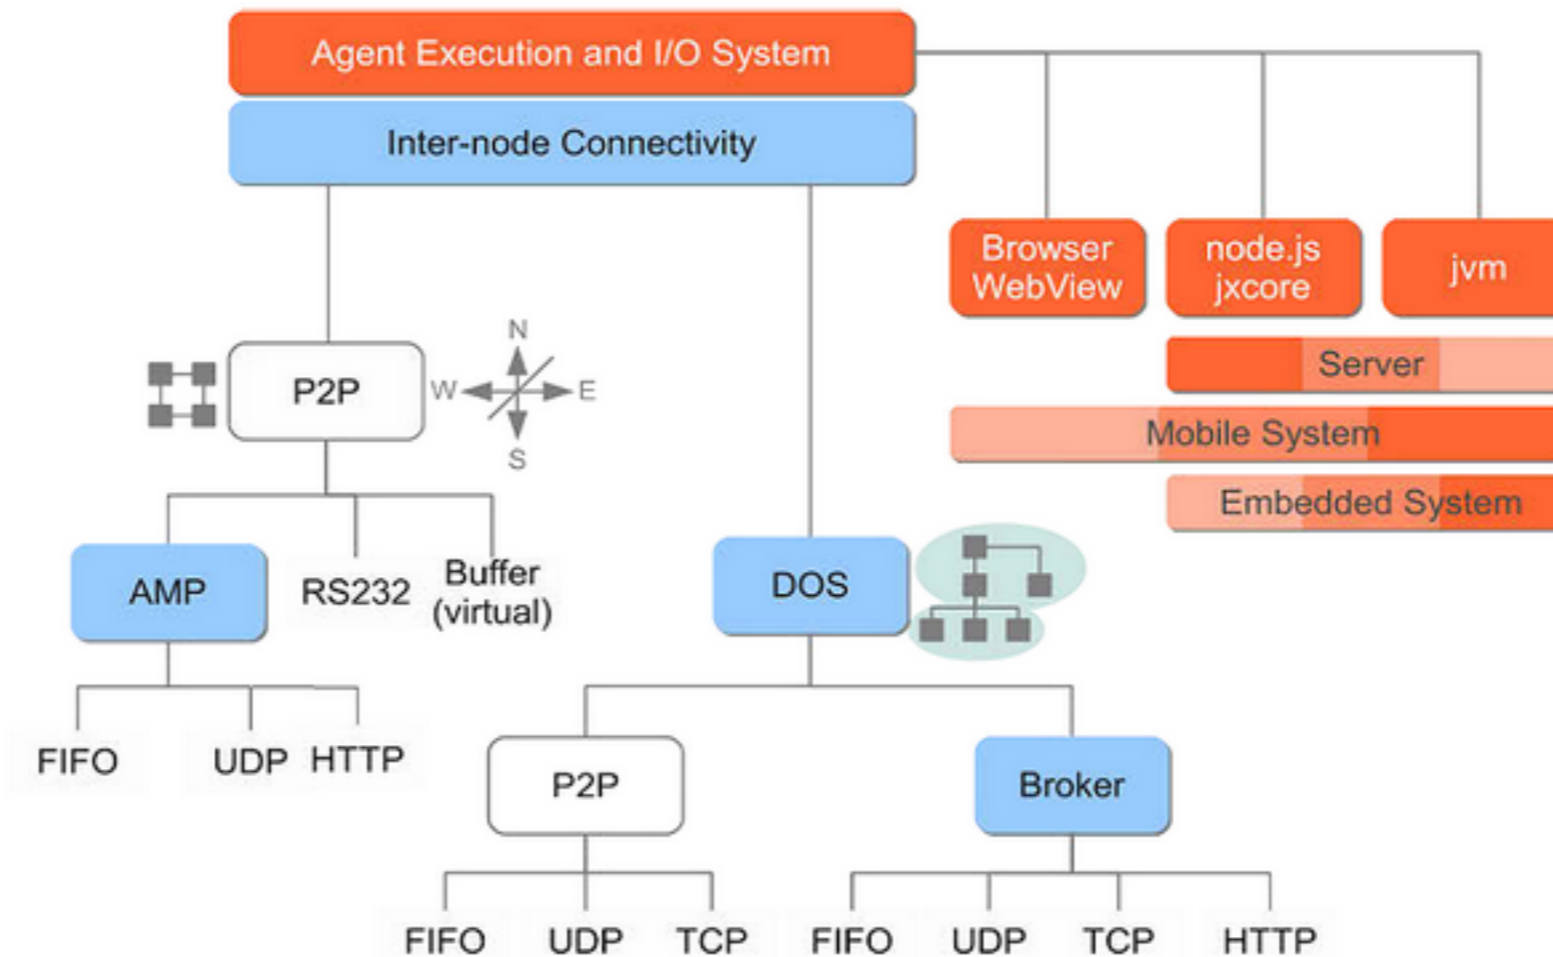 Agent Execution and I/O System
Inter-node Connectivity
Browser
WebView
node.js
jxcore
jvm
Server
Mobile System
Embedded System
N
W
E
S
P2P
AMP
RS232
Buffer
(virtual)
DOS
FIFO
UDP
HTTP
P2P
Broker
FIFO
UDP
TCP
FIFO
UDP
TCP
HTTP